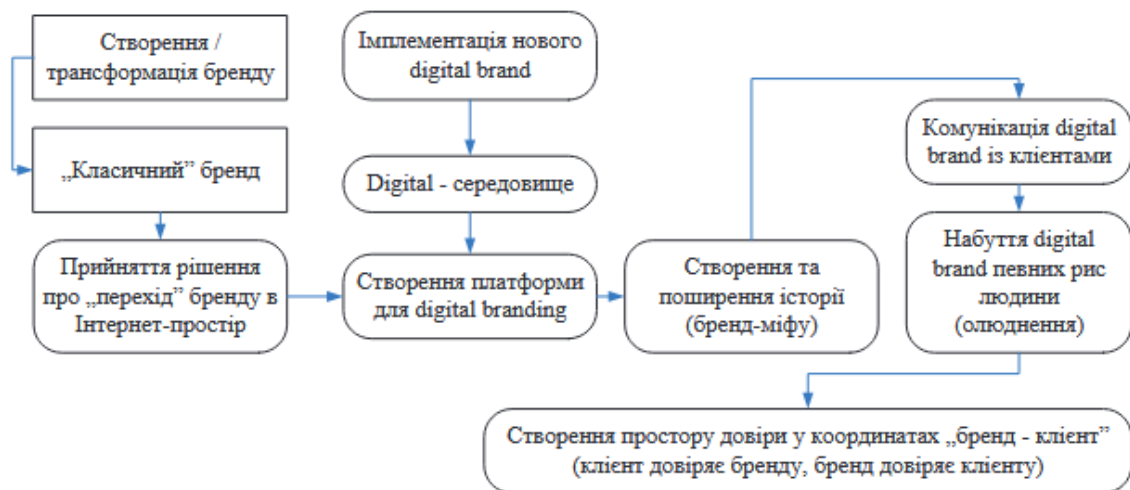 Створення /
трансформація бренду
„Класичний” бренд
Прийняття рішення
про „перехід” бренду в
Інтернет-простір
Імплементація нового
digital brand
Digital - середовище
Створення платформи
для digital branding
Створення та
поширення історії
(бренд-міфу)
Комунікація digital
brand із клієнтами
Набуття digital
brand певних рис
людини
(олюднення)
Створення простору довіри у координатах „бренд - клієнт”
(клієнт довіряє бренду, бренд довіряє клієнту)